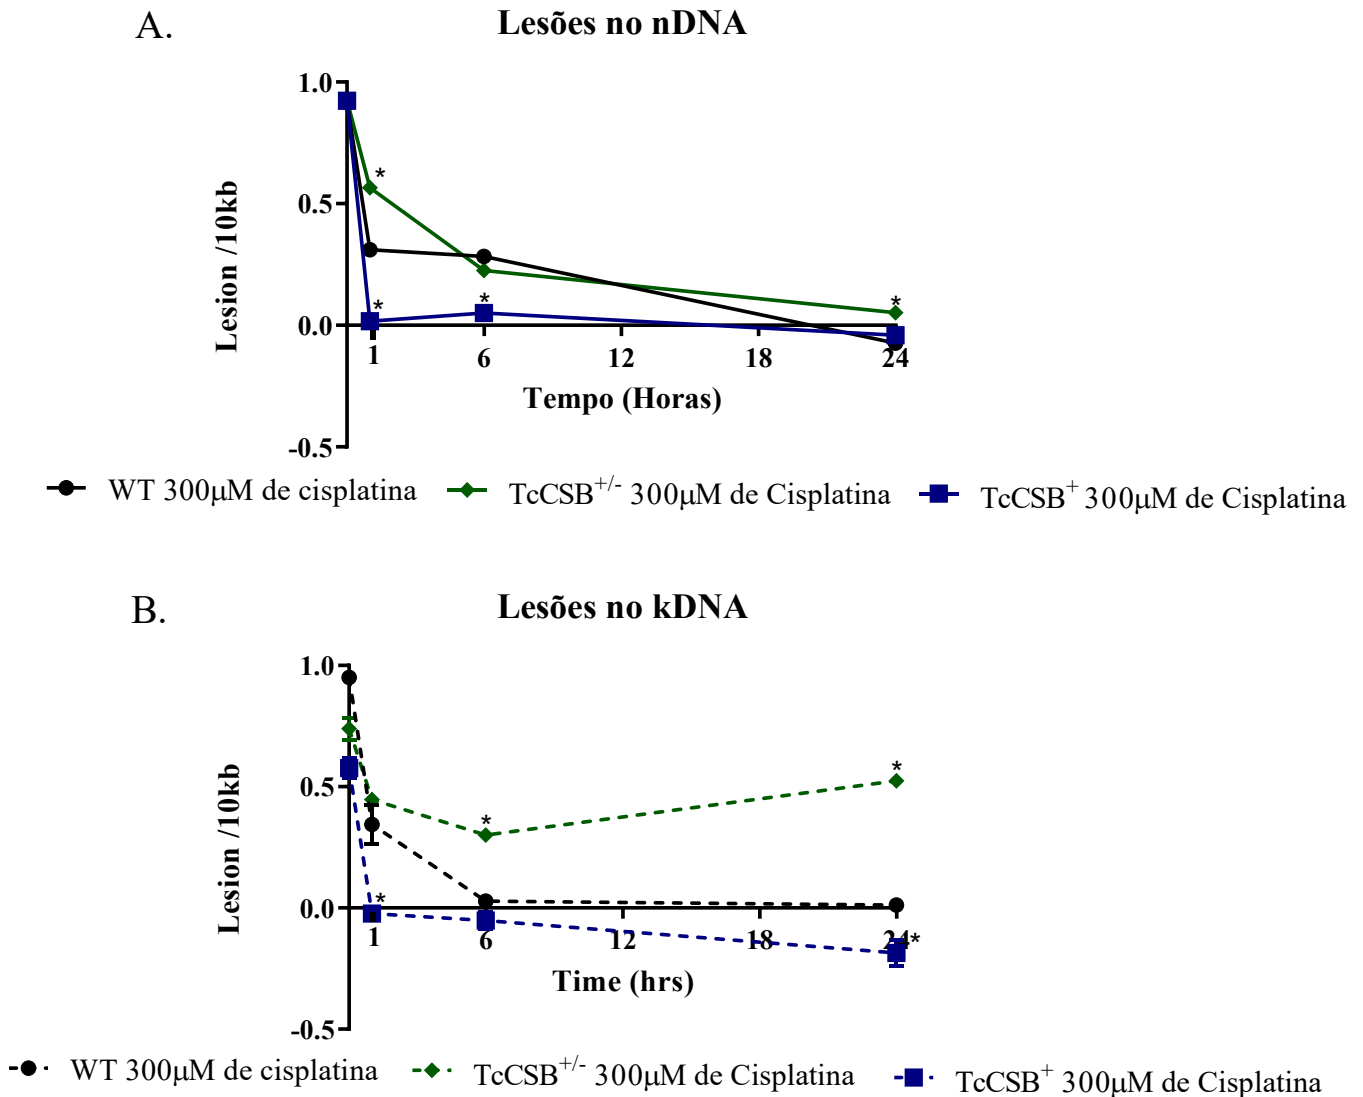 A.
Lesões no nDNA
1.0
0.5
0.0
-0.5
Lesion /10kb
*
*
*
*
1 6 12 18 24
Tempo (Horas)
WT 300μM de cisplatina TcCSB+/- 300μM de Cisplatina TcCSB+ 300μM de Cisplatina
B.
Lesões no kDNA
1.0
0.5
0.0
-0.5
Lesion /10kb
*
*
*
*
1 6 12 18 24
Time (hrs)
WT 300μM de cisplatina TcCSB+/- 300μM de Cisplatina TcCSB+ 300μM de Cisplatina